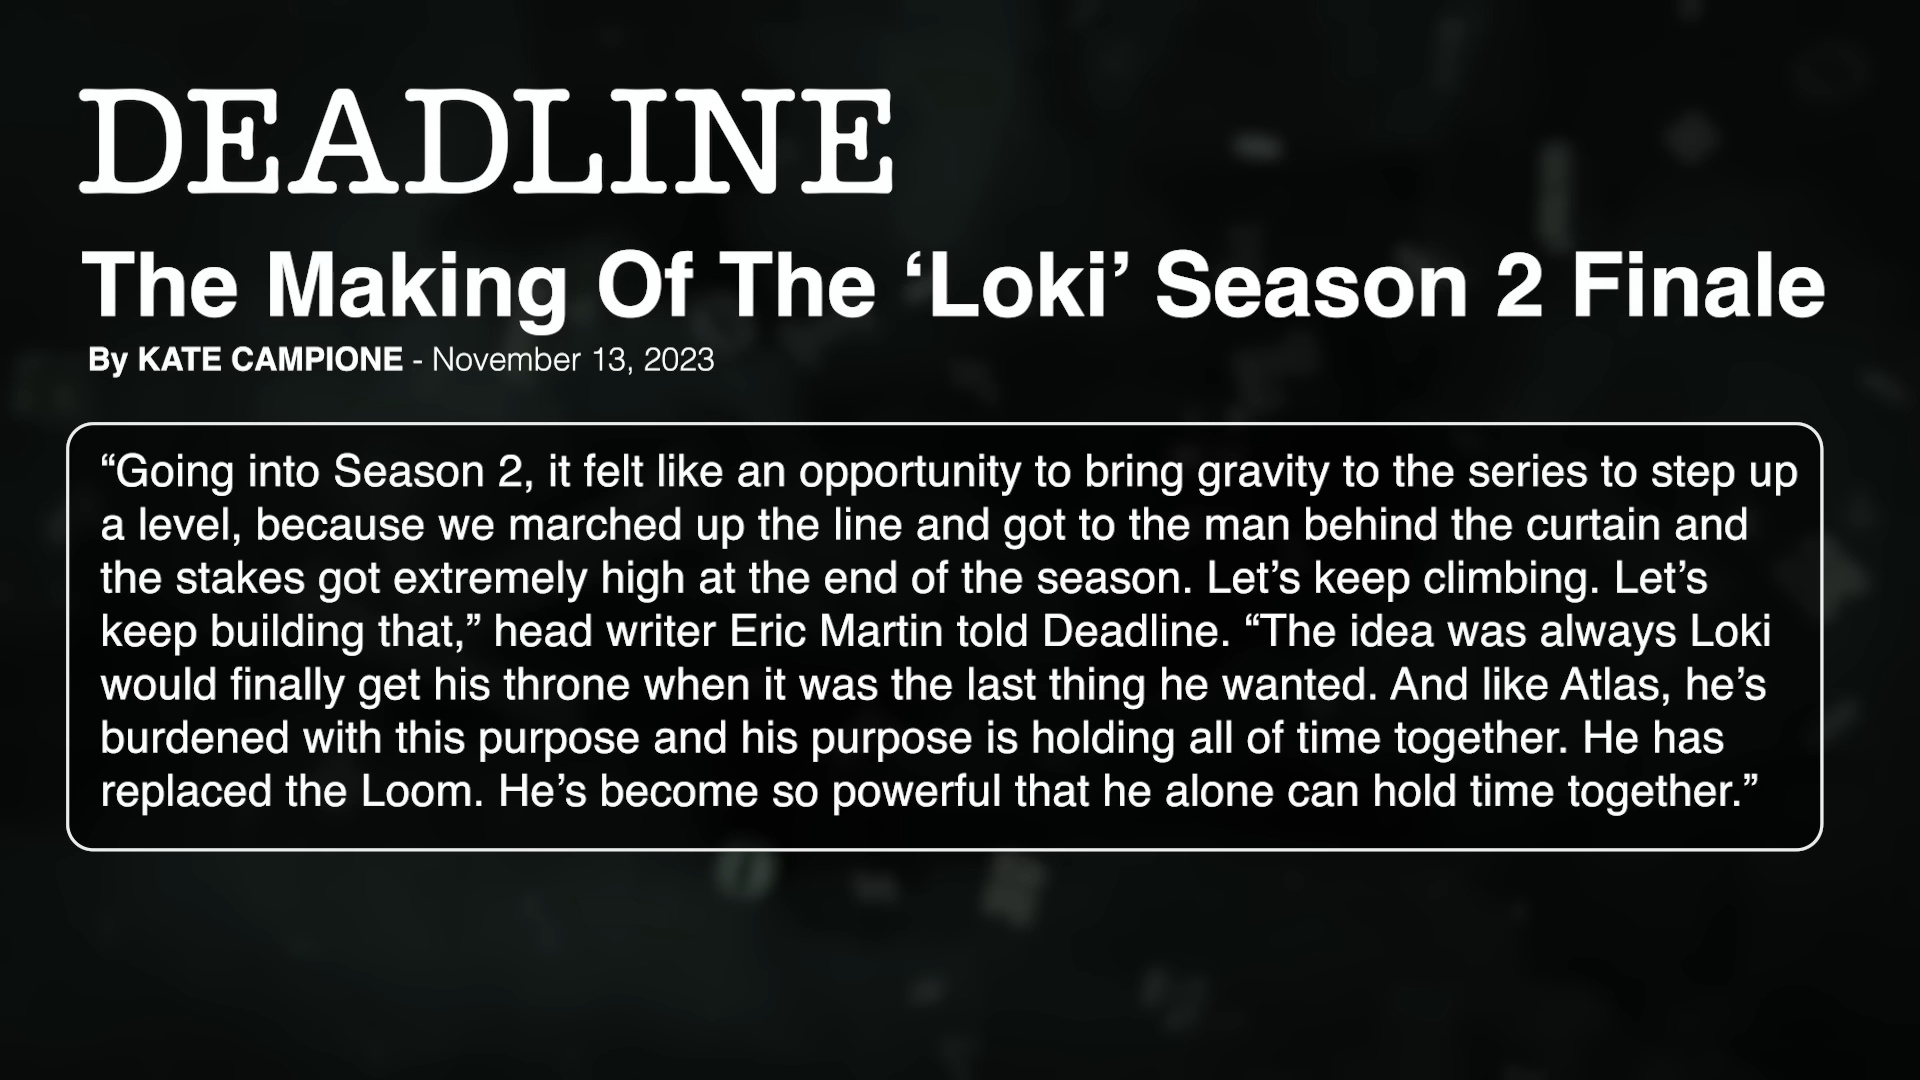 DEADLINE
The Making Of The ‘Loki’ Season 2 Finale
By KATE CAMPIONE - November 13, 2023
“Going into Season 2, it felt like an opportunity to bring gravity to the series to step up
a level, because we marched up the line and got to the man behind the curtain and
the stakes got extremely high at the end of the season. Let’s keep climbing. Let’s
keep building that,” head writer Eric Martin told Deadline. “The idea was always Loki
would finally get his throne when it was the last thing he wanted. And like Atlas, he’s
burdened with this purpose and his purpose is holding all of time together. He has
replaced the Loom. He’s become so powerful that he alone can hold time together.”